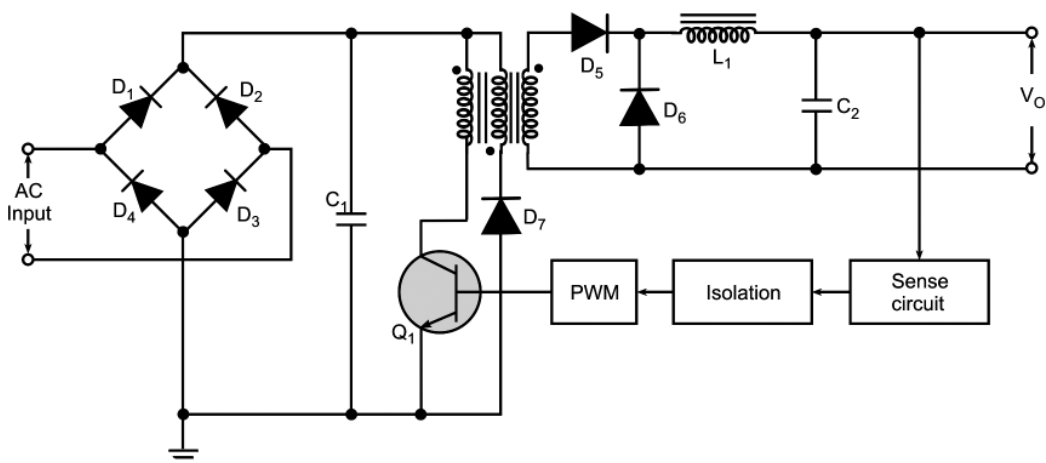 D1
D2
AC
Input
D4
D3
C1
D7
Q1
D5
L1
D6
C2
VO
PWM
Isolation
Sense
circuit